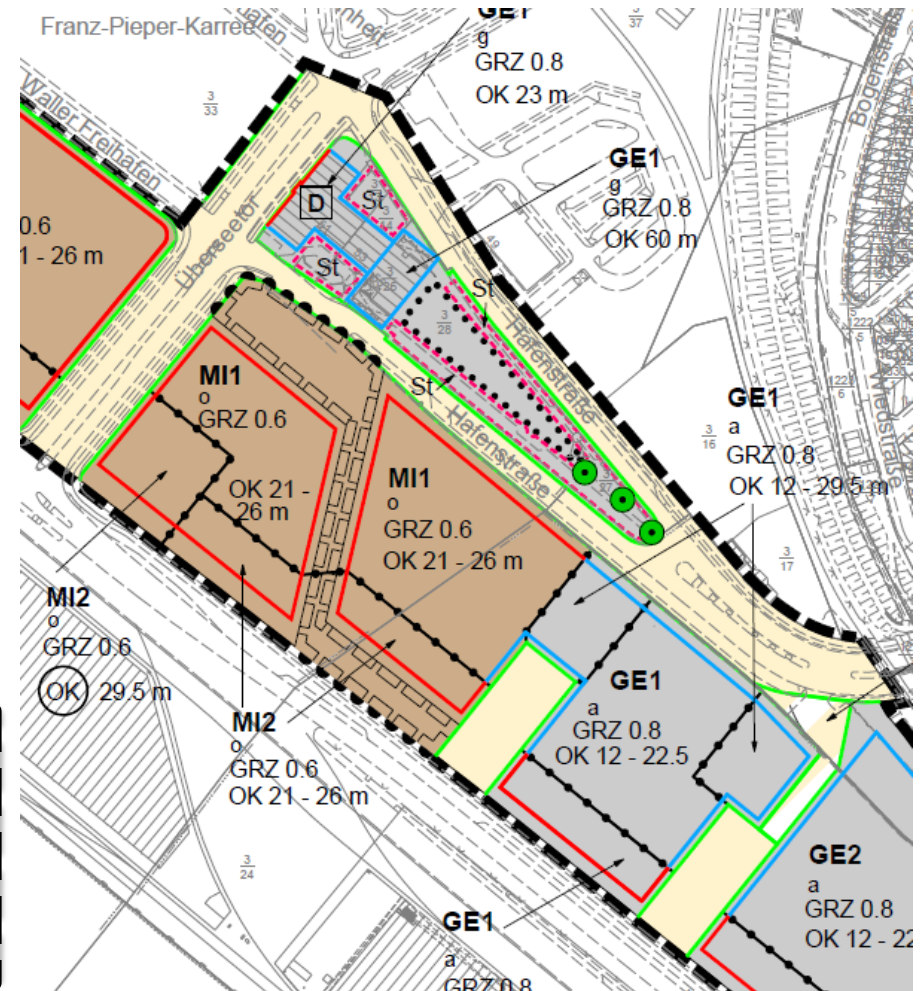 Franz-Pieper-Karree
GE1
g
GRZ 0.8
OK 23 m
3
37
Bogenstraß
Waller Freihafen
3
33
GE1
g
GRZ 0.8
OK 60 m
0.6
1 - 26 m
Überseetor
D
St
St
49
3
28
St
Hafenstraße
St
Hafenstraße
MI1
o
GRZ 0.6
OK 21 -
26 m
MI1
o
GRZ 0.6
OK 21 - 26 m
GE1
a
GRZ 0.8
OK 12 - 29.5 m
3
16
3
17
MI2
o
GRZ 0.6
OK 29.5 m
MI2
o
GRZ 0.6
OK 21 - 26 m
GE1
a
GRZ 0.8
OK 12 - 22.5
3
24
GE2
a
GRZ 0.8
OK 12 - 22
GE1
a
GRZ 0.8